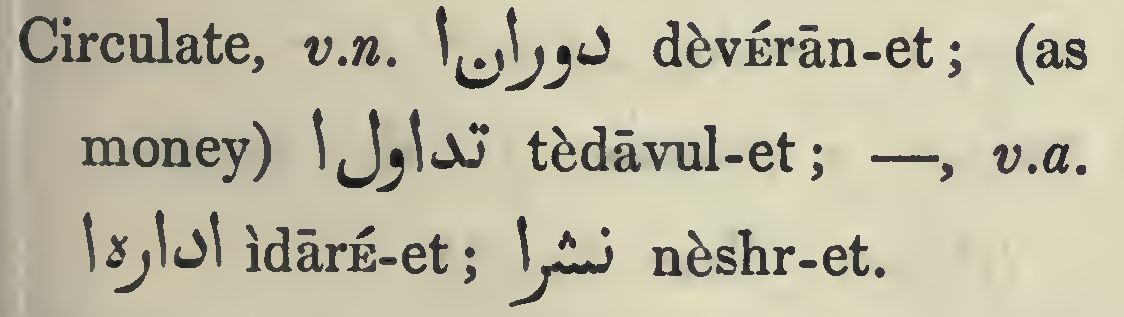 Circulate, v.n. دوران ا dèvÉrān-et; (as
money) تداول ا tèdāvul-et; —, v.a.
اداره ا ìdārÉ-et; نشر ا nèshr-et.